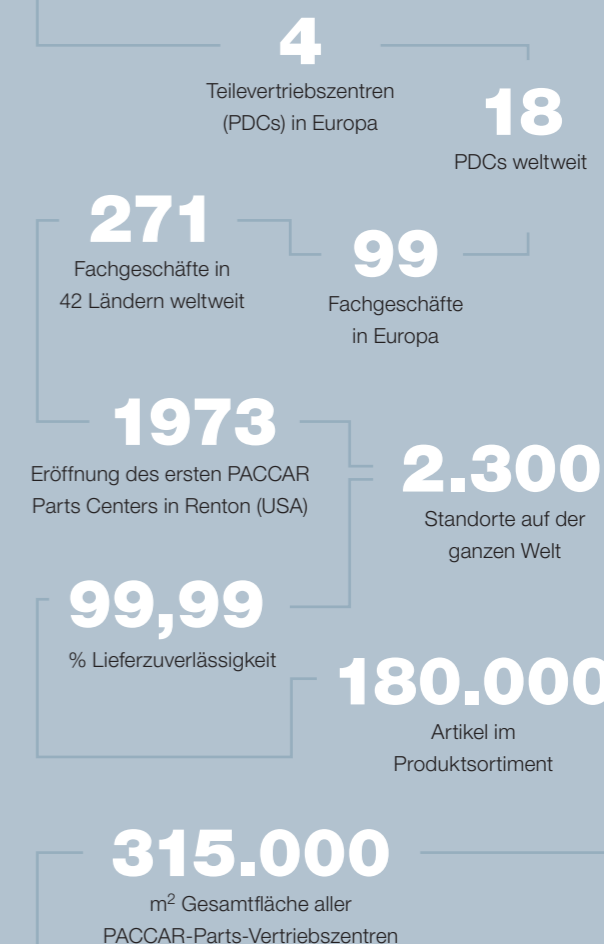 4
Teilevertriebszentren
(PDCs) in Europa
18
PDCs weltweit
271
Fachgeschäfte in
42 Ländern weltweit
99
Fachgeschäfte
in Europa
1973
Eröffnung des ersten PACCAR
Parts Centers in Renton (USA)
2.300
Standorte auf der
ganzen Welt
99,99
% Lieferzuverlässigkeit
180.000
Artikel im
Produktsortiment
315.000
m² Gesamtfläche aller
PACCAR-Parts-Vertriebszentren